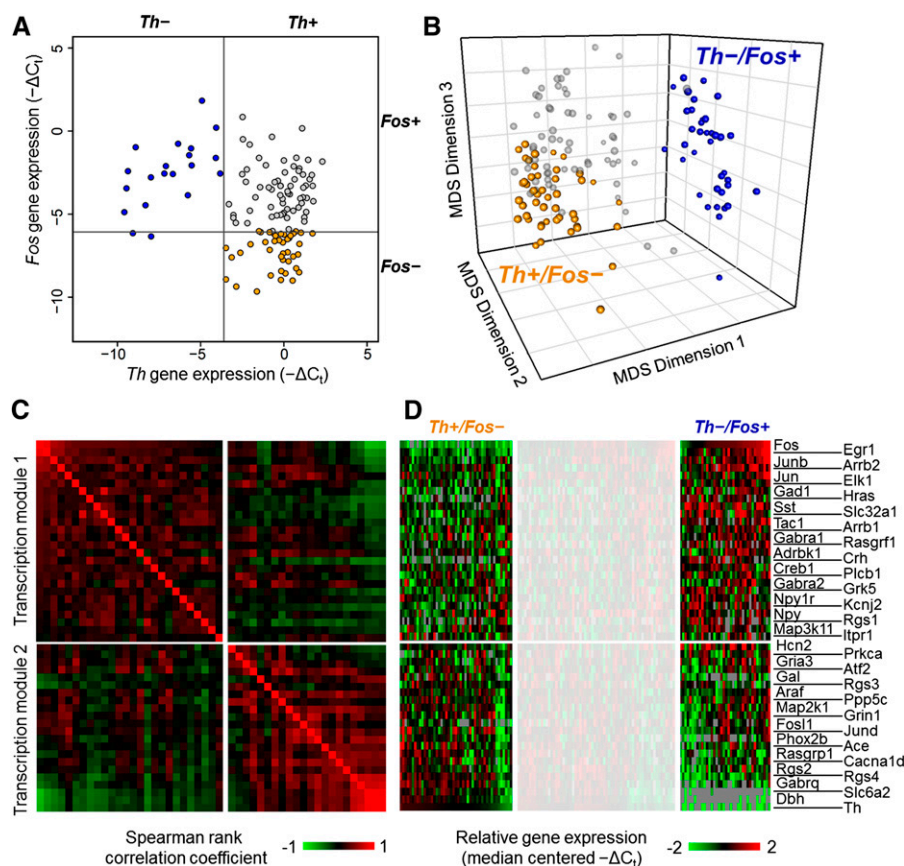 A
Th−
Th+
Fos gene expression (−ΔCt)
5
0
-5
-10
Fos+
Fos−
−10
−5
0
5
Th gene expression (−ΔCt)
B
Th−/Fos+
Th+/Fos−
MDS Dimension 3
MDS Dimension 2
MDS Dimension 1
C
Transcription module 1
Transcription module 2
Spearman rank
correlation coefficient
-1
1
D
Th+/Fos−
Th−/Fos+
Fos
Egr1
Junb
Arrb2
Jun
Elk1
Gad1
Hras
Sst
Slc32a1
Tac1
Arrb1
Gabra1
Rasgrf1
Adrbk1
Crh
Creb1
Plcb1
Gabra2
Grk5
Npy1r
Kcnj2
Npy
Rgs1
Map3k11
Itpr1
Hcn2
Prkca
Gria3
Atf2
Gal
Rgs3
Araf
Ppp5c
Map2k1
Grin1
Fosl1
Jund
Phox2b
Ace
Rasgrp1
Cacna1d
Rgs2
Rgs4
Gabrq
Slc6a2
Dbh
Th
Relative gene expression
(median centered −ΔCt)
-2
2